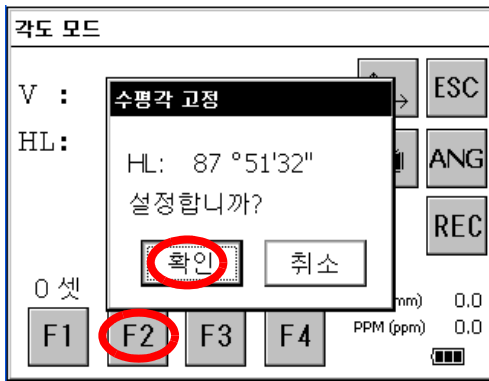 각도 모드
V :
ESC
수평각 고정
HL:
HL: 87 °51'32"
ANG
설정합니까?
REC
확인
취소
0 셋
mm) 0.0
F1
F2
F3
F4
PPM (ppm) 0.0